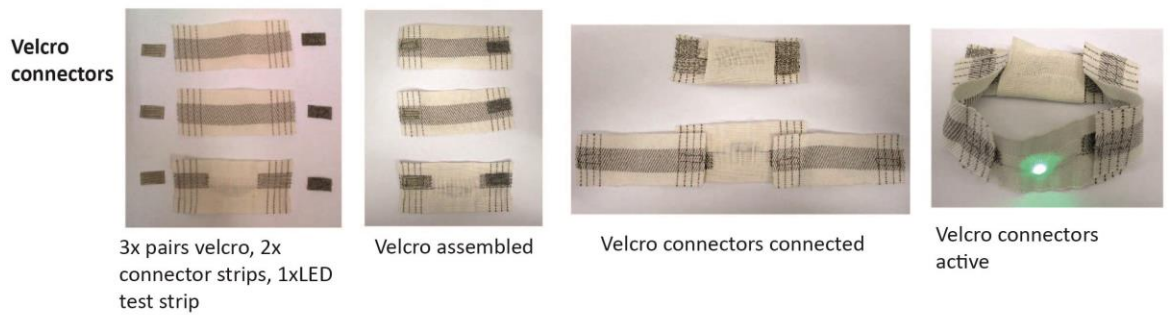 Velcro
connectors
3x pairs velcro, 2x
connector strips, 1xLED
test strip
Velcro assembled
Velcro connectors connected
Velcro connectors
active